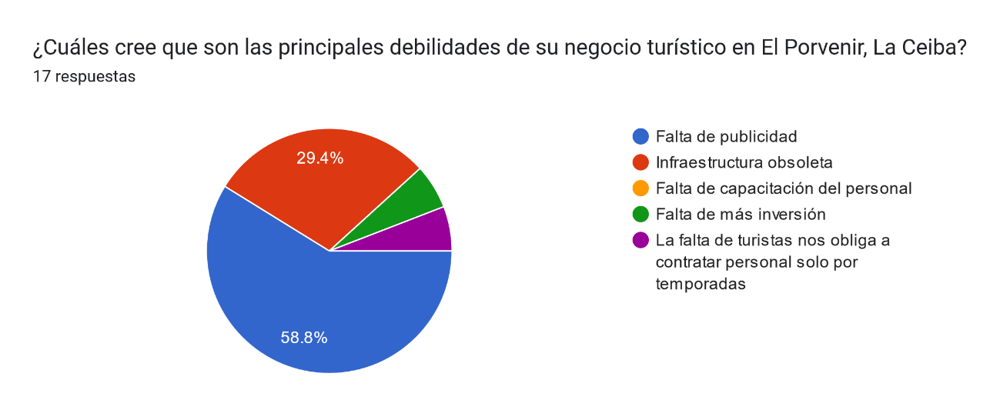 ¿Cuáles cree que son las principales debilidades de su negocio turístico en El Porvenir, La Ceiba?
17 respuestas
29.4%
58.8%
Falta de publicidad
Infraestructura obsoleta
Falta de capacitación del personal
Falta de más inversión
La falta de turistas nos obliga a
contratar personal solo por
temporadas